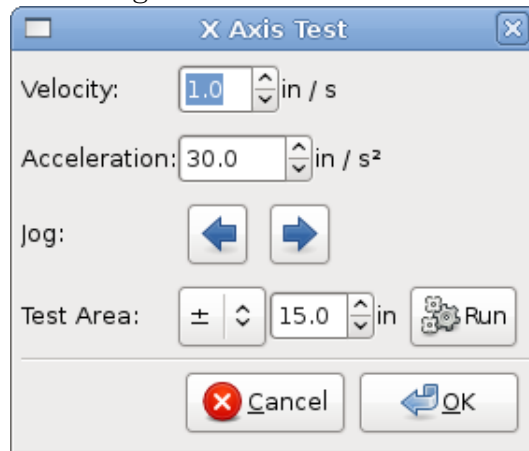 X Axis Test
Velocity: 1.0 in / s
Acceleration: 30.0 in / s²
Jog:
Test Area: ± 15.0 in Run
Cancel OK